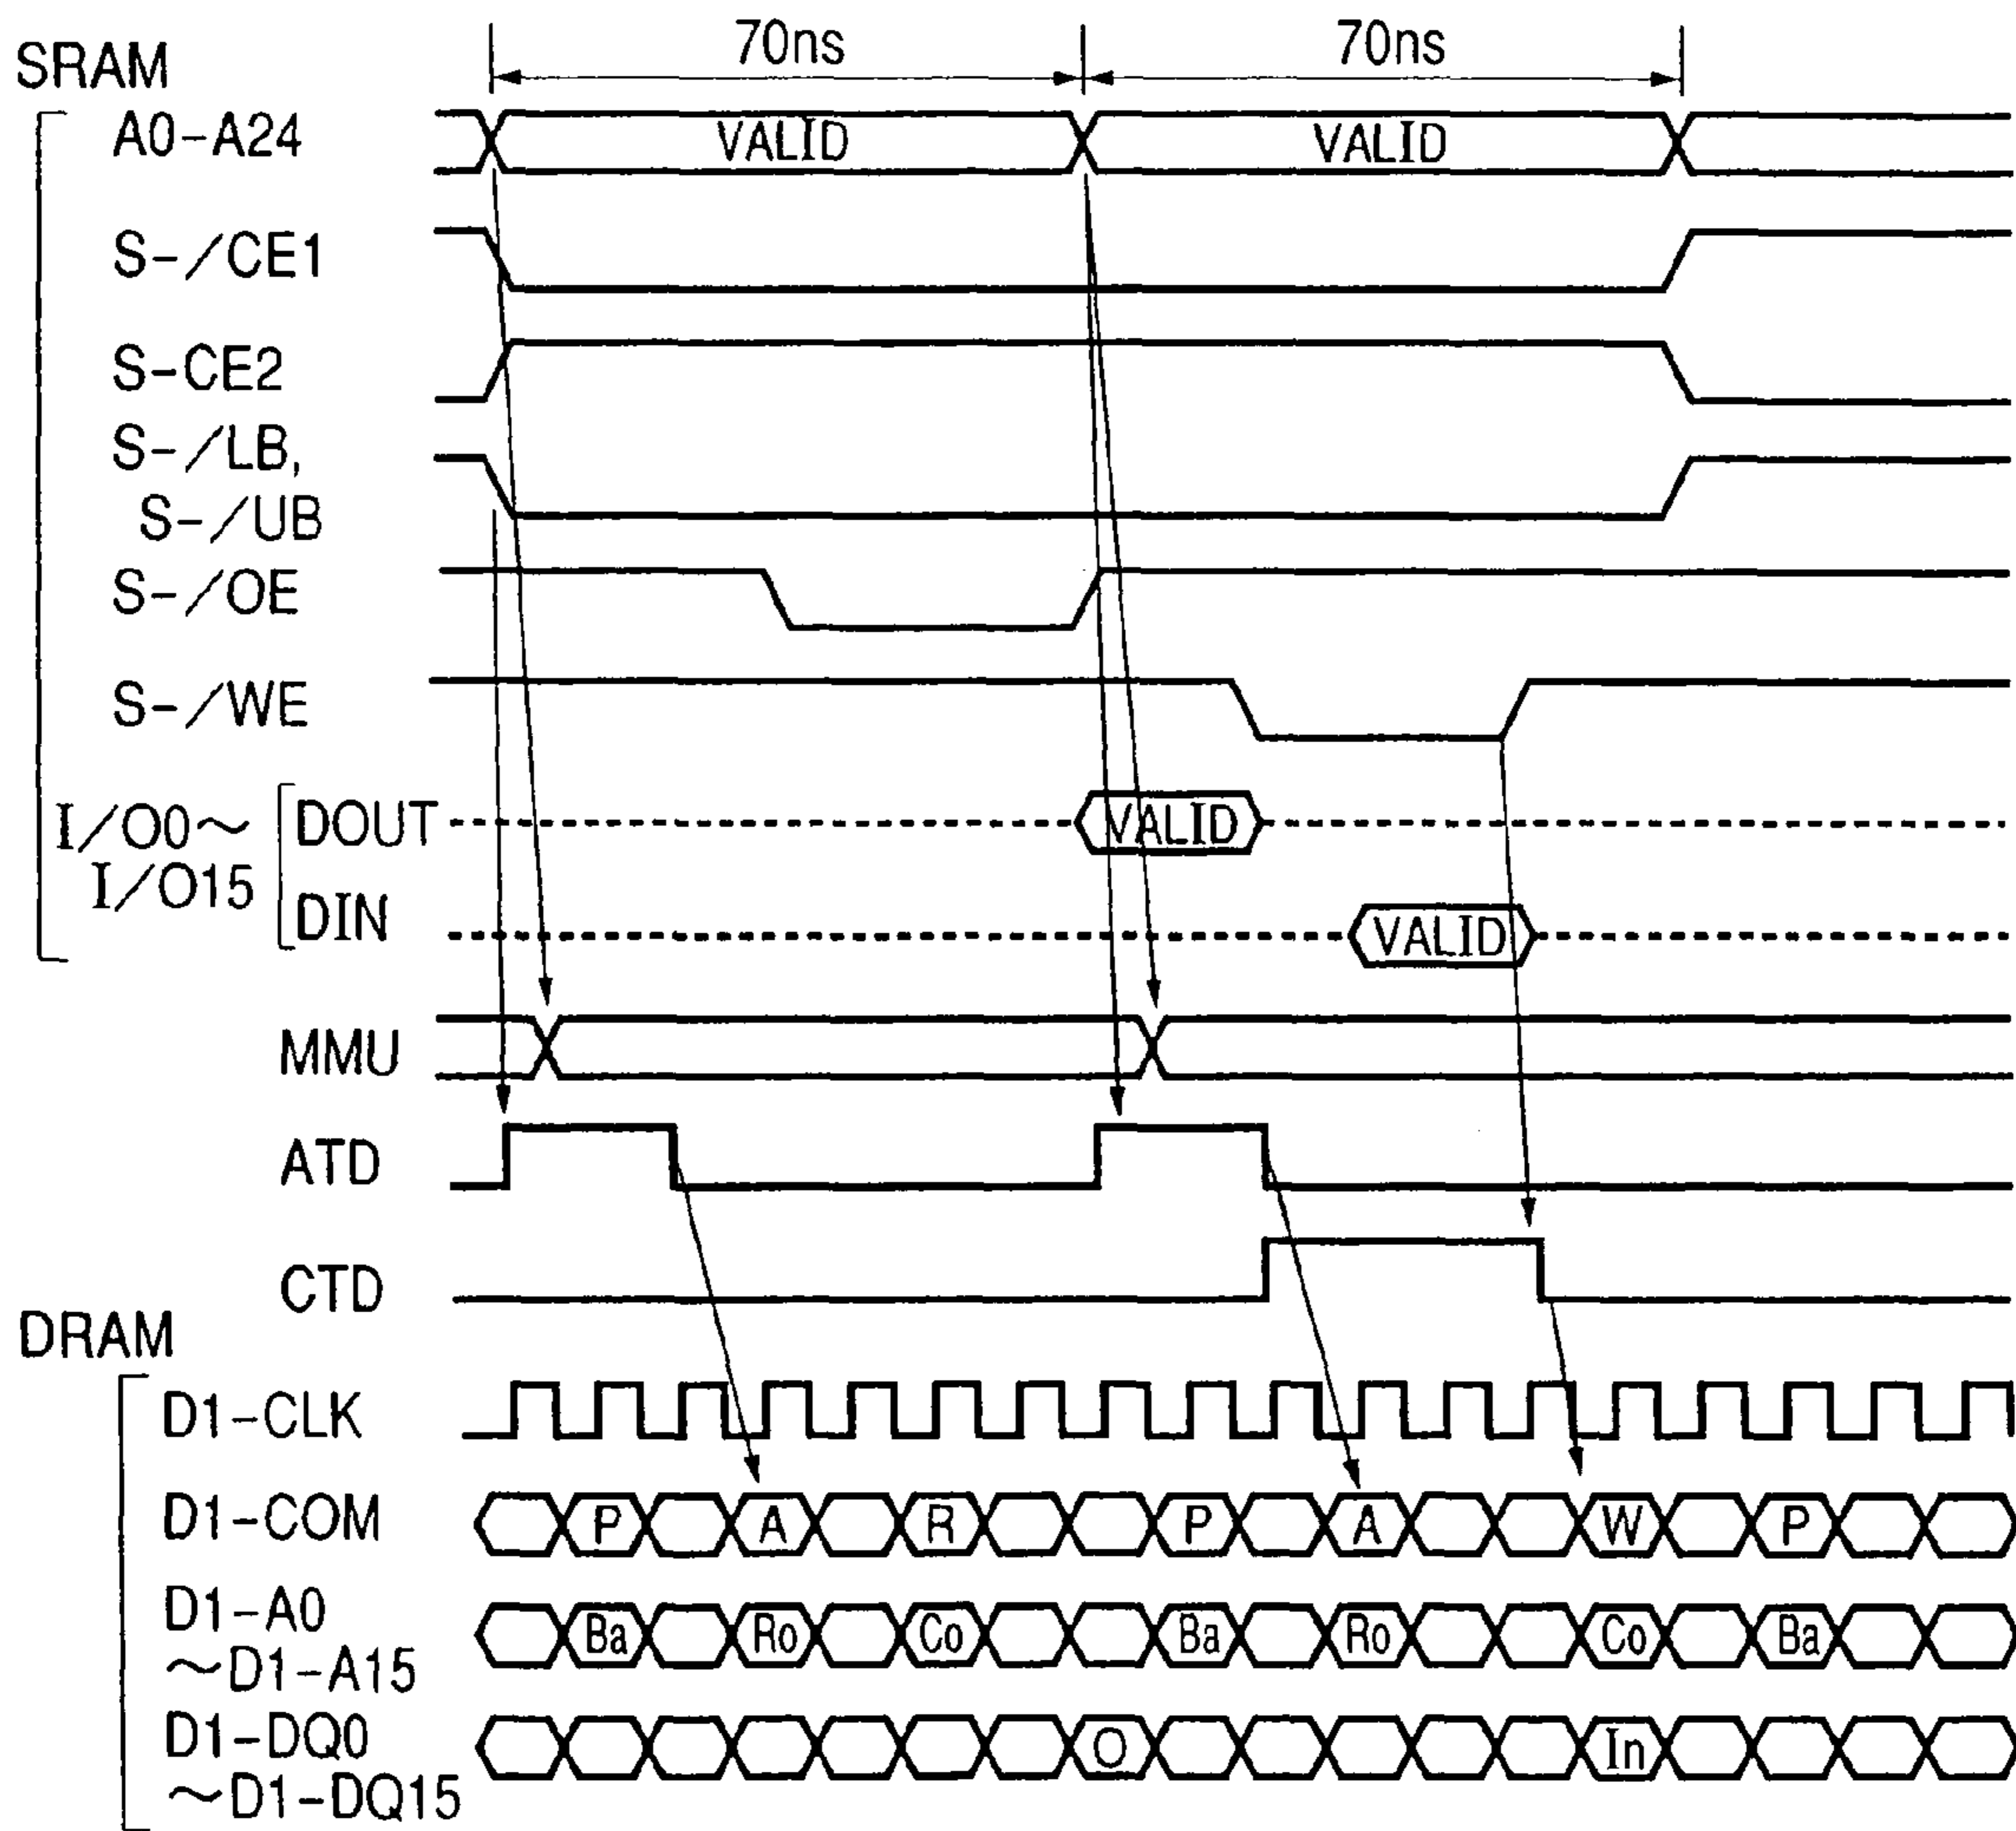 70ns 70ns
SRAM
A0-A24 VALID VALID
S-/CE1
S-CE2
S-/LB,
S-/UB
S-/OE
S-/WE
I/O0～ DOUT VALID
I/O15 DIN VALID
MMU
ATD
CTD
DRAM
D1-CLK
D1-COM P A R P A W P
D1-A0 Ba Ro Co Ba Ro Co Ba
～D1-A15
D1-DQ0 O In
～D1-DQ15